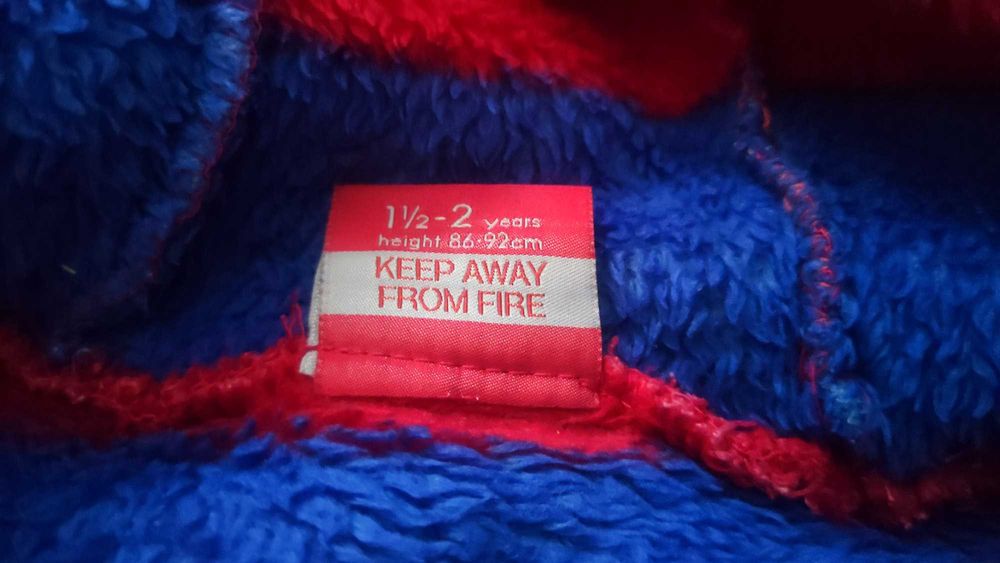 1½-2 years
height 86-92cm
KEEP AWAY
FROM FIRE